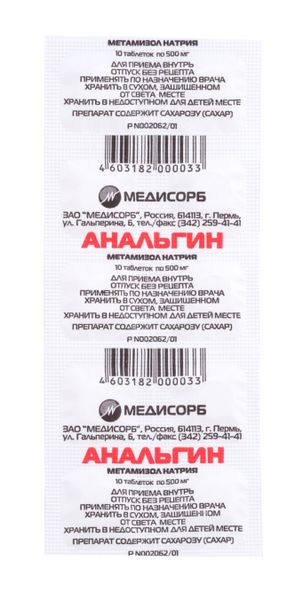 МЕТАМИЗОЛ НАТРИЯ
10 таблеток по 500 мг
ДЛЯ ПРИЕМА ВНУТРЬ
ОТПУСК БЕЗ РЕЦЕПТА
ПРИМЕНЯТЬ ПО НАЗНАЧЕНИЮ ВРАЧА
ХРАНИТЬ В СУХОМ, ЗАЩИЩЕННОМ
ОТ СВЕТА МЕСТЕ
ХРАНИТЬ В НЕДОСТУПНОМ ДЛЯ ДЕТЕЙ МЕСТЕ
ПРЕПАРАТ СОДЕРЖИТ САХАРОЗУ (САХАР)
Р N002062/01
4 603182 000033
МЕДИСОРБ
ЗАО "МЕДИСОРБ", Россия, 614113, г. Пермь,
ул. Гальперина, 6, тел./факс (342) 259-41-41
АНАЛЬГИН
МЕТАМИЗОЛ НАТРИЯ
10 таблеток по 500 мг
ДЛЯ ПРИЕМА ВНУТРЬ
ОТПУСК БЕЗ РЕЦЕПТА
ПРИМЕНЯТЬ ПО НАЗНАЧЕНИЮ ВРАЧА
ХРАНИТЬ В СУХОМ, ЗАЩИЩЕННОМ
ОТ СВЕТА МЕСТЕ
ХРАНИТЬ В НЕДОСТУПНОМ ДЛЯ ДЕТЕЙ МЕСТЕ
ПРЕПАРАТ СОДЕРЖИТ САХАРОЗУ (САХАР)
Р N002062/01
4 603182 000033
МЕДИСОРБ
ЗАО "МЕДИСОРБ", Россия, 614113, г. Пермь,
ул. Гальперина, 6, тел./факс (342) 259-41-41
АНАЛЬГИН
МЕТАМИЗОЛ НАТРИЯ
10 таблеток по 500 мг
ДЛЯ ПРИЕМА ВНУТРЬ
ОТПУСК БЕЗ РЕЦЕПТА
ПРИМЕНЯТЬ ПО НАЗНАЧЕНИЮ ВРАЧА
ХРАНИТЬ В СУХОМ, ЗАЩИЩЕННОМ
ОТ СВЕТА МЕСТЕ
ХРАНИТЬ В НЕДОСТУПНОМ ДЛЯ ДЕТЕЙ МЕСТЕ
ПРЕПАРАТ СОДЕРЖИТ САХАРОЗУ (САХАР)
Р N002062/01